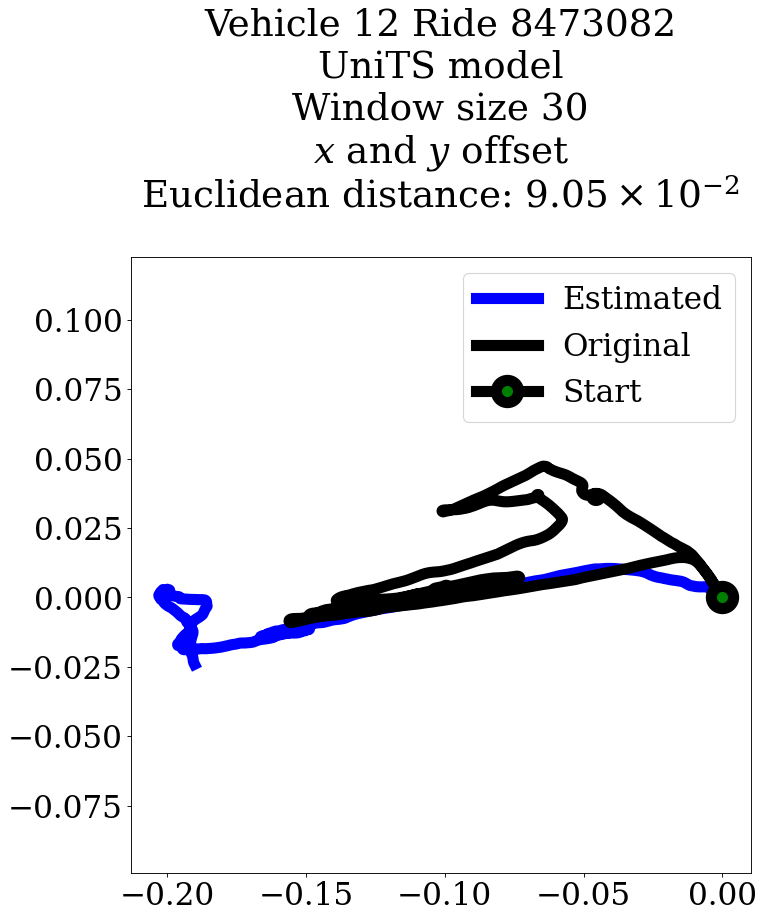 Vehicle 12 Ride 8473082
UniTS model
Window size 30
x and y offset
Euclidean distance: 9.05 × 10⁻²
Estimated
Original
Start
0.100
0.075
0.050
0.025
0.000
−0.025
−0.050
−0.075
−0.20 −0.15 −0.10 −0.05 0.00